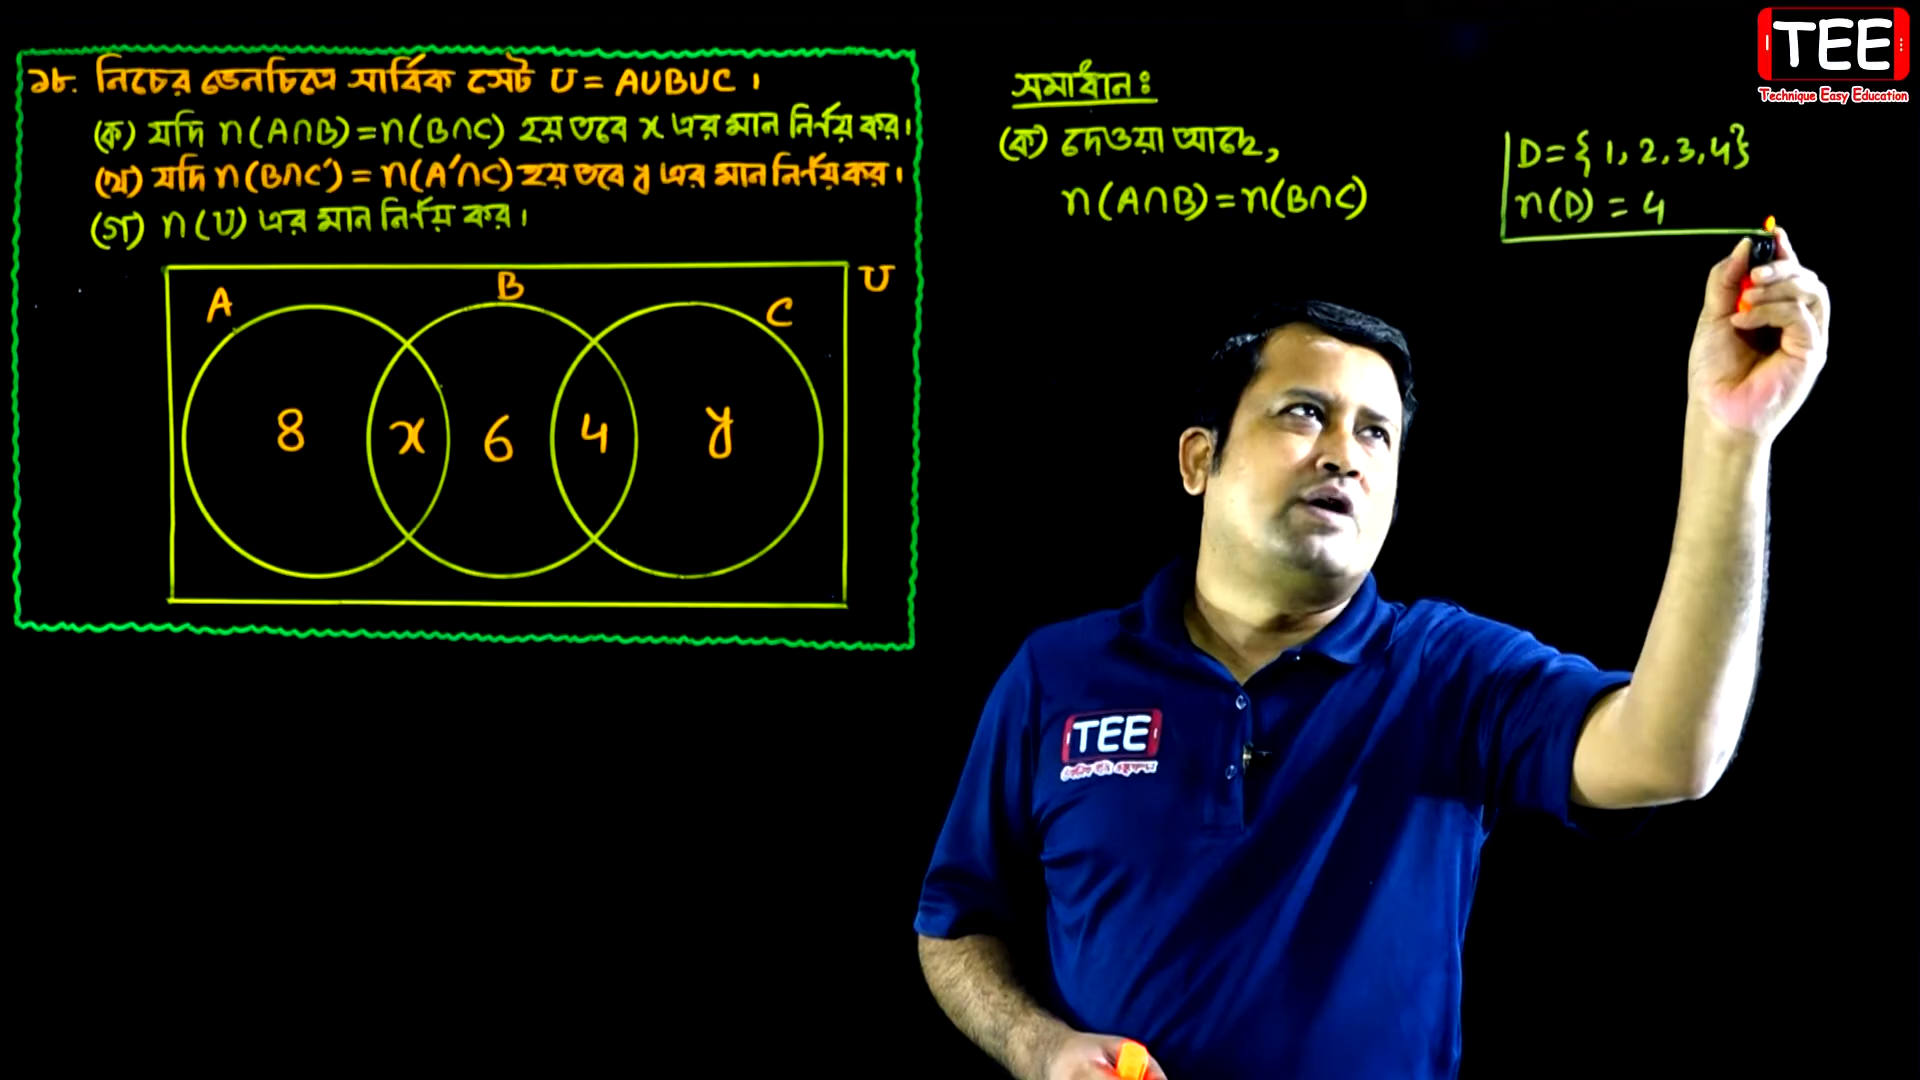 ১৮. নিচের ভেনচিত্রে সার্বিক সেট U = AUBUC ।
(ক) যদি n(A∩B)=n(B∩C) হয় তবে x এর মান নির্ণয় কর।
(খ) যদি n(B∩C′) = n(A′∩C) হয় তবে y এর মান নির্ণয় কর।
(গ) n(U) এর মান নির্ণয় কর।
A B C U
8 x 6 4 y
সমাধানঃ
(ক) দেওয়া আছে,
n(A∩B)=n(B∩C)
D={1,2,3,4}
n(D) = 4
TEE
Technique Easy Education
TEE